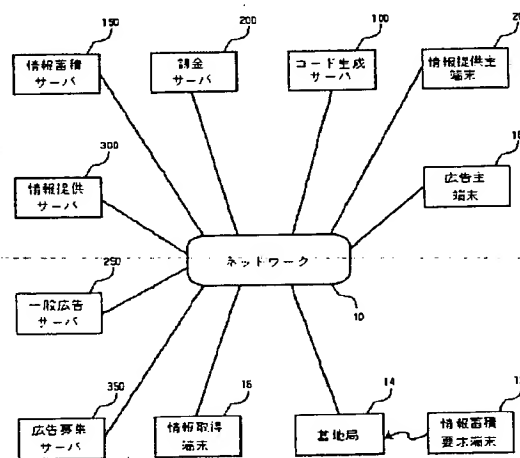 150
情報蓄積
サーバ
200
課金
サーバ
100
コード生成
サーバ
情報提供主
端末
300
情報提供
サーバ
広告主
端末
ネットワーク
10
250
一般広告
サーバ
350
広告募集
サーバ
16
情報取得
端末
14
基地局
情報蓄積
要求端末